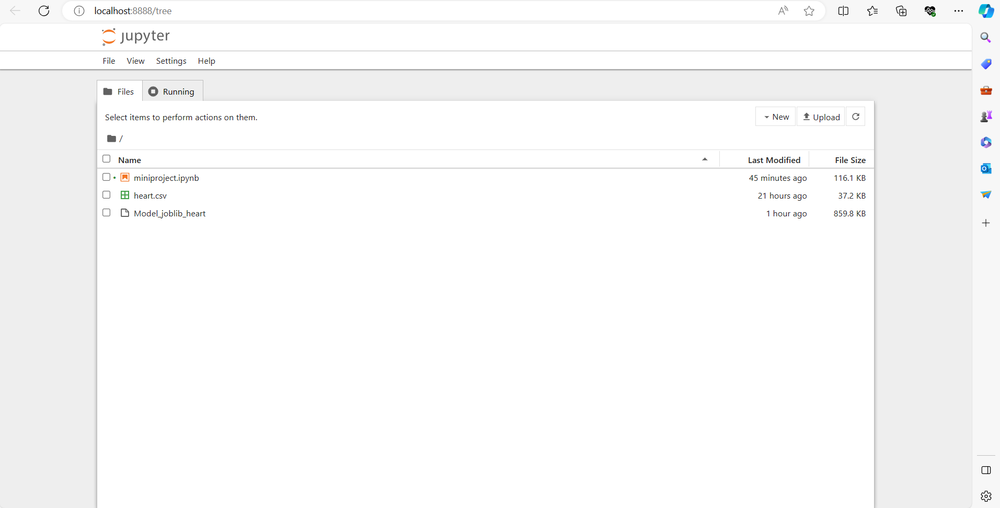 localhost:8888/tree
jupyter
File View Settings Help
Files Running
Select items to perform actions on them.
New Upload
/
Name Last Modified File Size
miniproject.ipynb 45 minutes ago 116.1 KB
heart.csv 21 hours ago 37.2 KB
Model_joblib_heart 1 hour ago 859.8 KB